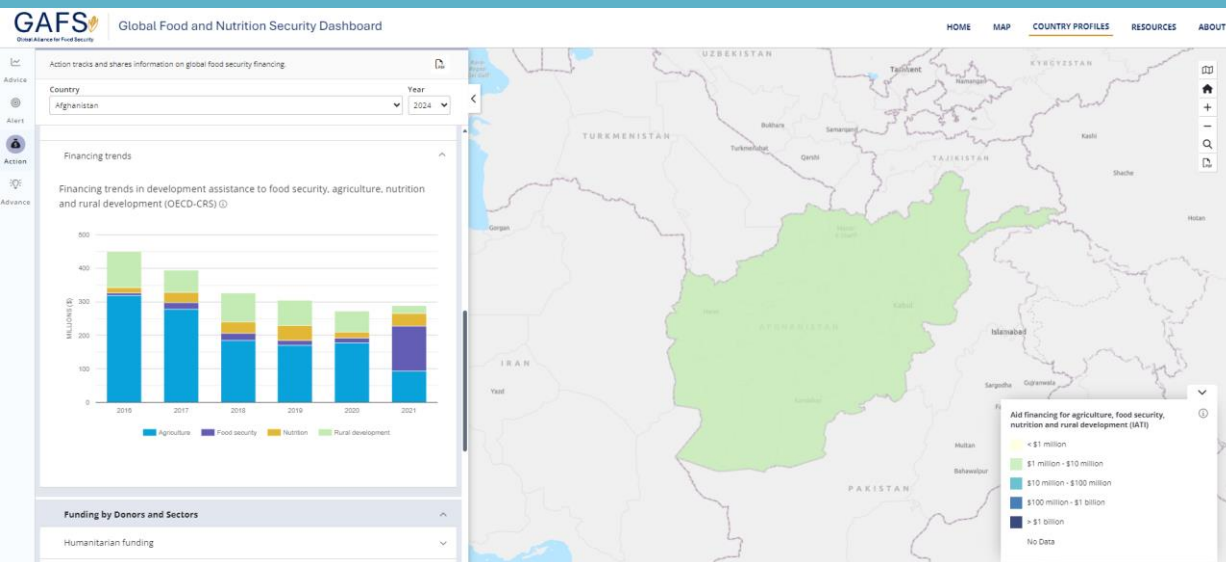 GAFS
Global Alliance for Food Security
Global Food and Nutrition Security Dashboard
HOME
MAP
COUNTRY PROFILES
RESOURCES
ABOUT
Advice
Alert
Action
Advance
Action tracks and shares information on global food security financing.
Country
Year
Afghanistan
2024
Financing trends
Financing trends in development assistance to food security, agriculture, nutrition
and rural development (OECD-CRS)
MILLIONS ($)
500
400
300
200
100
0
2016
2017
2018
2019
2020
2021
Agriculture
Food security
Nutrition
Rural development
Funding by Donors and Sectors
Humanitarian funding
UZBEKISTAN
KYRGYZSTAN
Tashkent
Namangan
TURKMENISTAN
Bukhara
Samarqand
Kashi
Turkmenabat
Qarshi
TAJIKISTAN
Shache
Hotan
Gorgan
Kabul
Herat
AFGHANISTAN
Islamabad
IRAN
Yazd
Sargodha
Gujranwala
Kandahar
Multan
Bahawalpur
PAKISTAN
Aid financing for agriculture, food security,
nutrition and rural development (IATI)
< $1 million
$1 million - $10 million
$10 million - $100 million
$100 million - $1 billion
> $1 billion
No Data